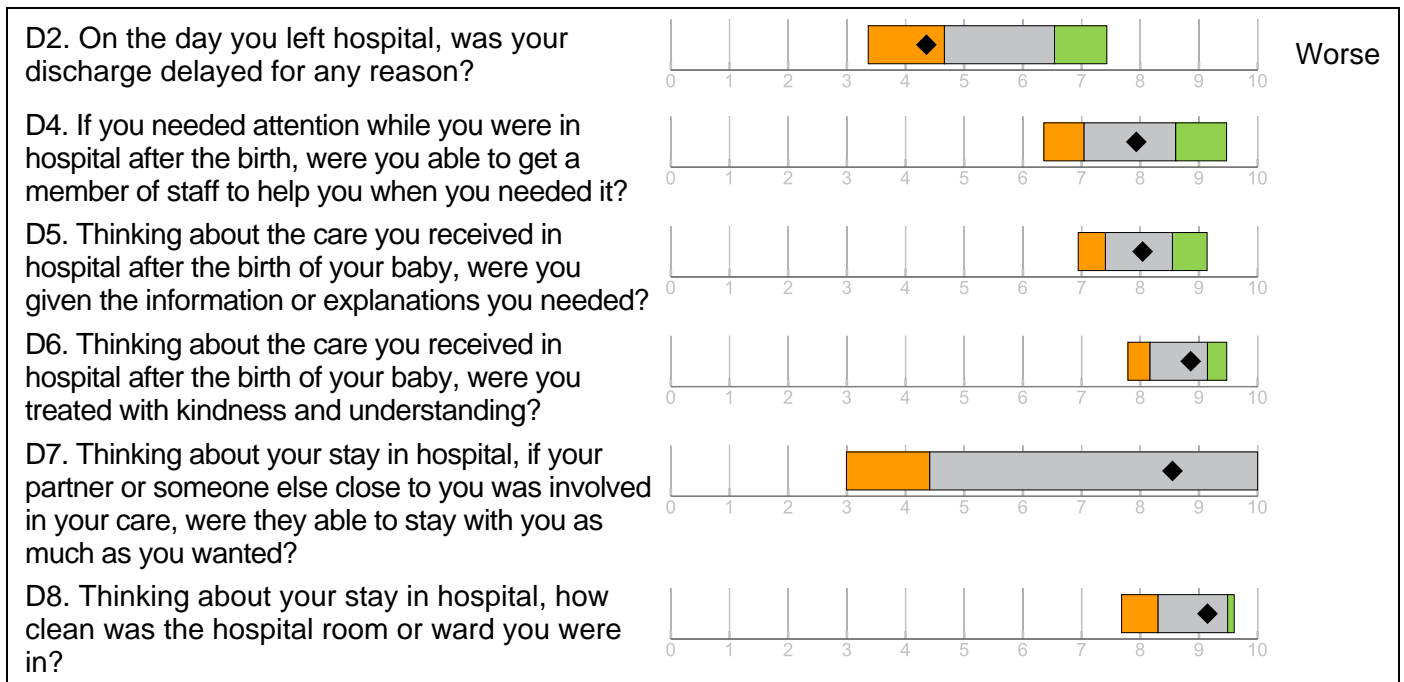 D2. On the day you left hospital, was your
discharge delayed for any reason?
0 1 2 3 4 5 6 7 8 9 10
Worse
D4. If you needed attention while you were in
hospital after the birth, were you able to get a
member of staff to help you when you needed it?
0 1 2 3 4 5 6 7 8 9 10
D5. Thinking about the care you received in
hospital after the birth of your baby, were you
given the information or explanations you needed?
0 1 2 3 4 5 6 7 8 9 10
D6. Thinking about the care you received in
hospital after the birth of your baby, were you
treated with kindness and understanding?
0 1 2 3 4 5 6 7 8 9 10
D7. Thinking about your stay in hospital, if your
partner or someone else close to you was involved
in your care, were they able to stay with you as
much as you wanted?
0 1 2 3 4 5 6 7 8 9 10
D8. Thinking about your stay in hospital, how
clean was the hospital room or ward you were
in?
0 1 2 3 4 5 6 7 8 9 10